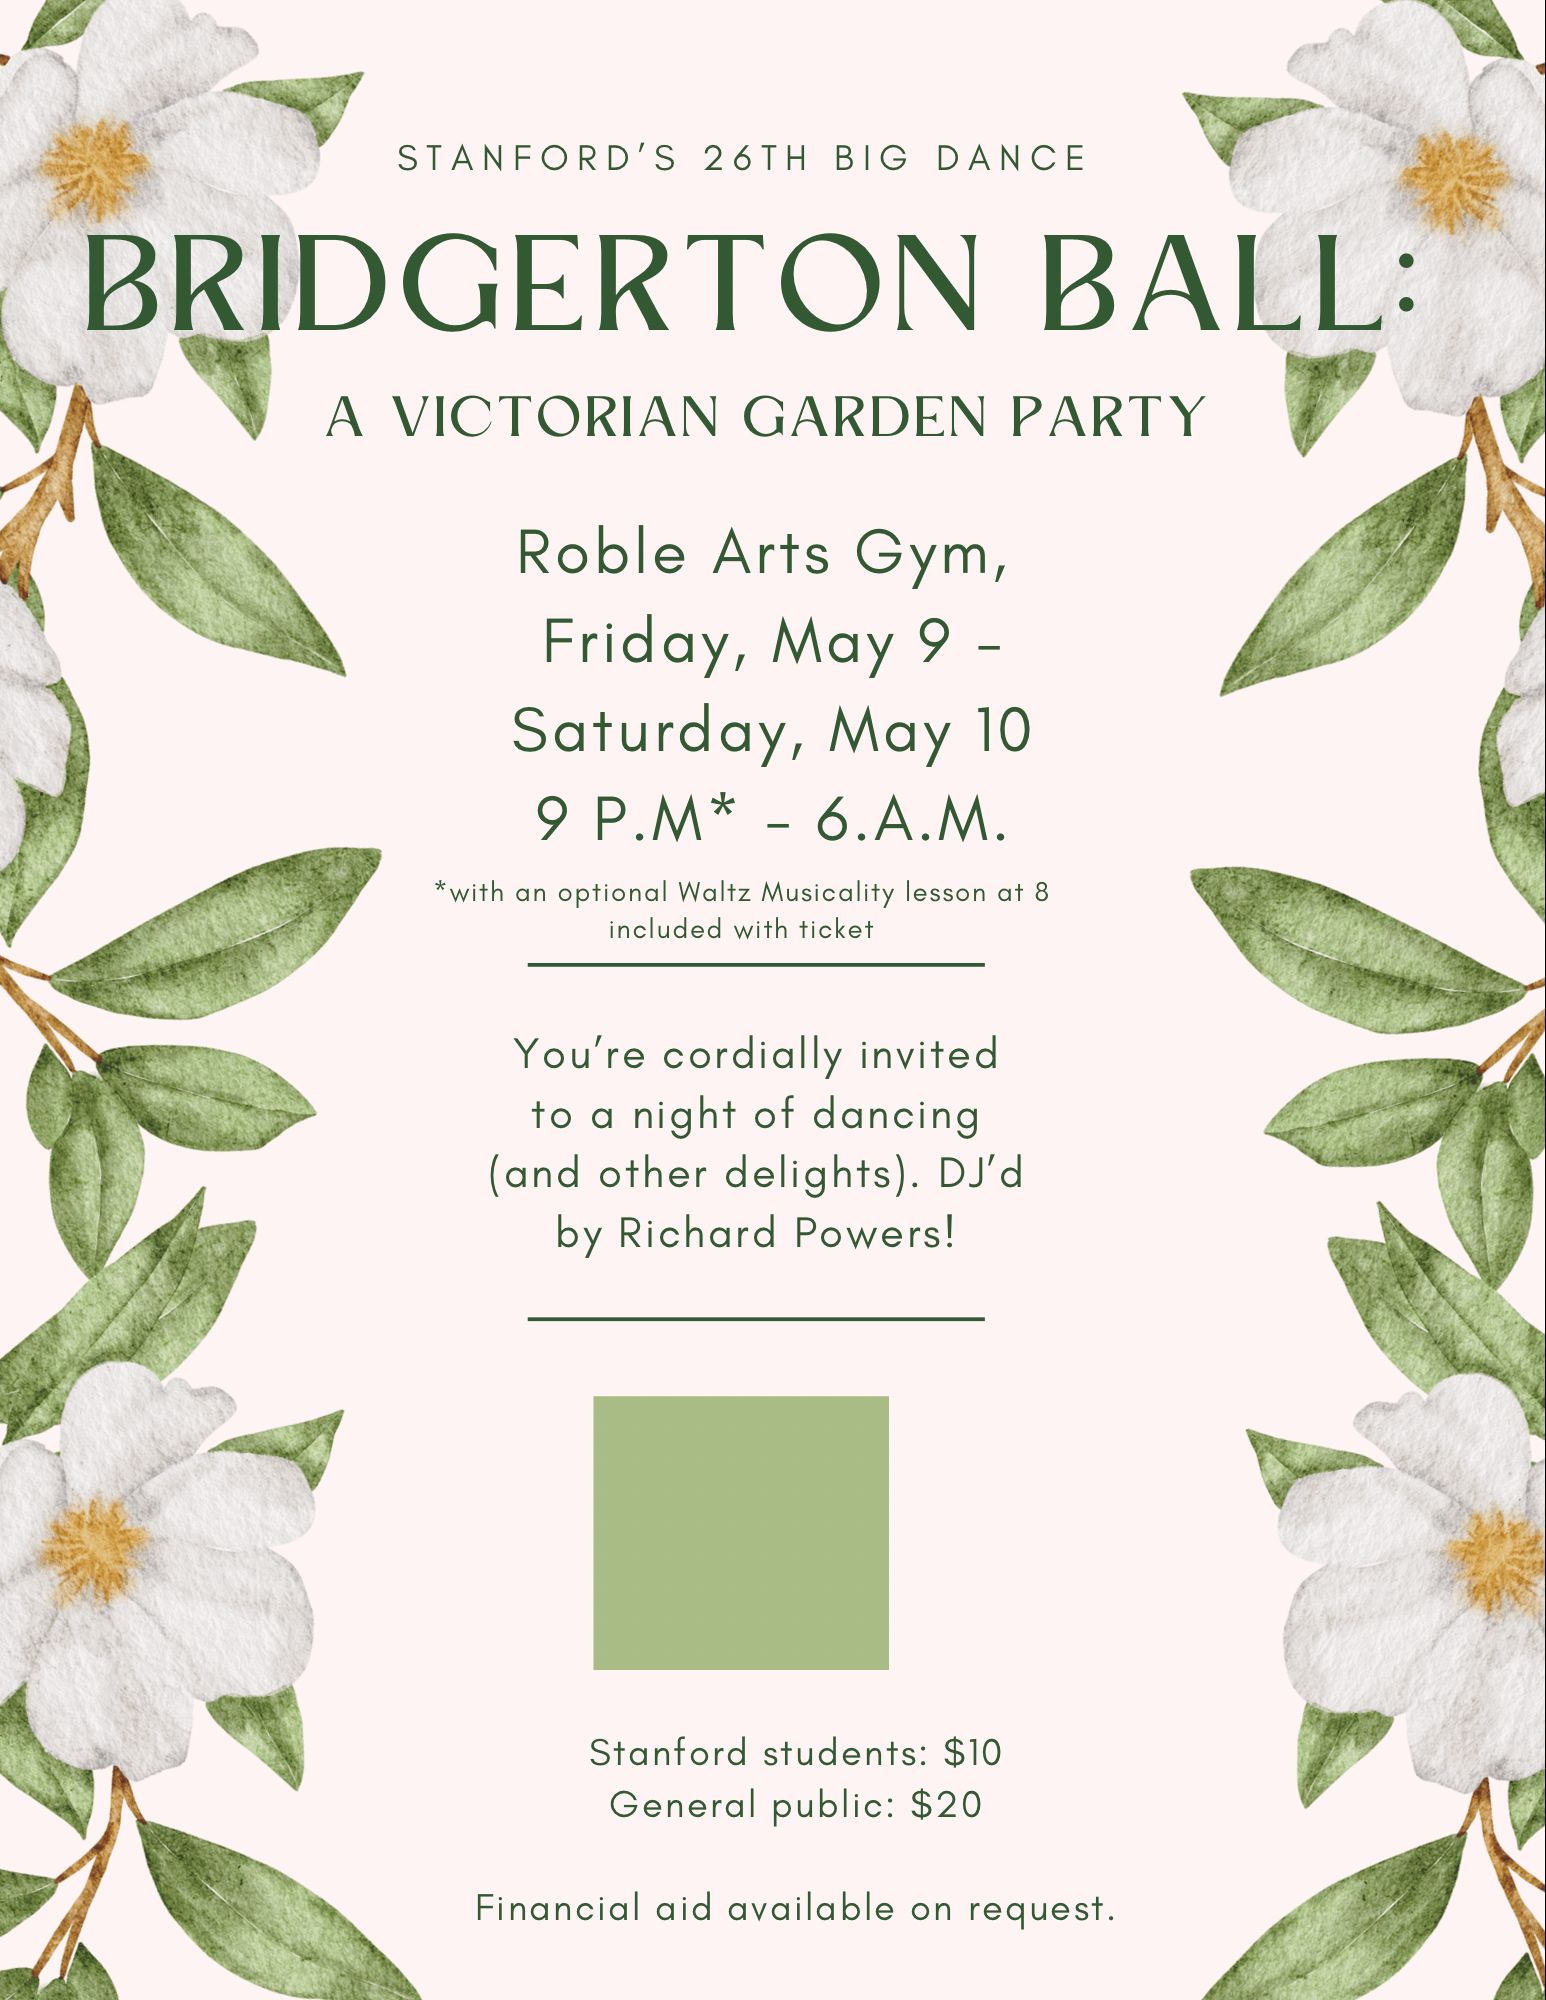 STANFORD'S 26TH BIG DANCE
BRIDGERTON BALL:
A VICTORIAN GARDEN PARTY
Roble Arts Gym,
Friday, May 9 -
Saturday, May 10
9 P.M* - 6.A.M.
*with an optional Waltz Musicality lesson at 8
included with ticket
You're cordially invited
to a night of dancing
(and other delights). DJ'd
by Richard Powers!
Stanford students: $10
General public: $20
Financial aid available on request.